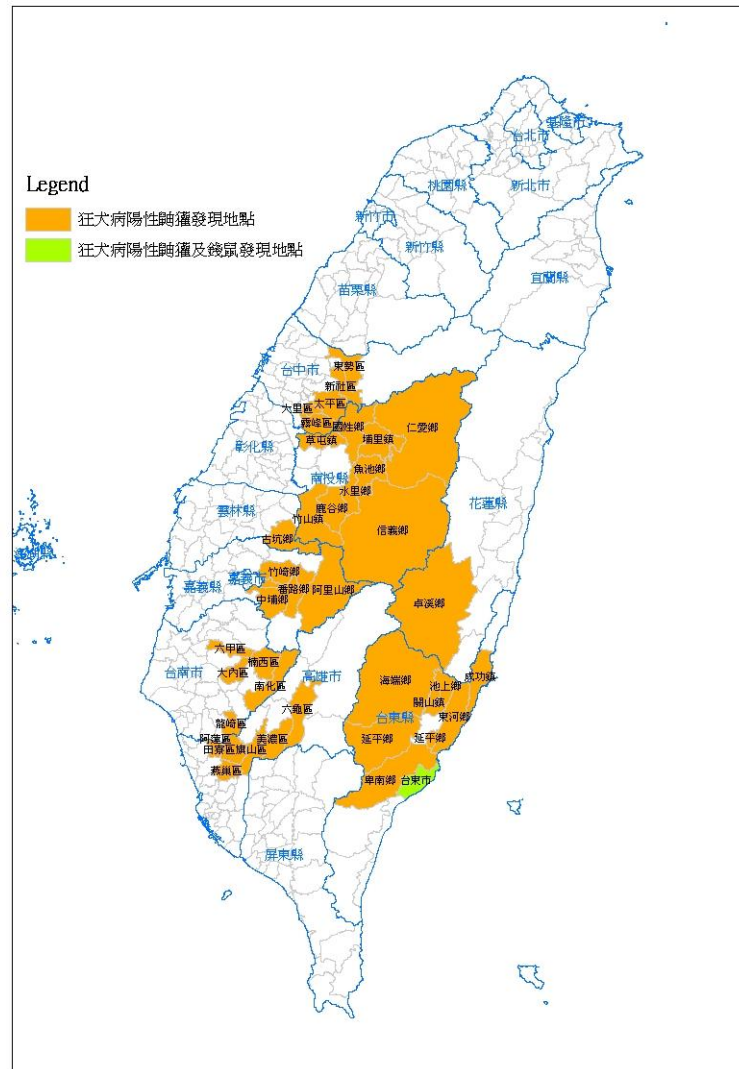 基隆市
台北市
桃園縣
新北市
Legend
新竹市
狂犬病陽性鼬獾發現地點
新竹縣
狂犬病陽性鼬獾及錢鼠發現地點
宜蘭縣
苗栗縣
台中市
東勢區
新社區
大里區
太平區
霧峰區
國姓鄉
仁愛鄉
草屯鎮
埔里鎮
彰化縣
魚池鄉
南投縣
水里鄉
花蓮縣
鹿谷鄉
雲林縣
竹山鎮
信義鄉
古坑鄉
竹崎鄉
嘉義市
嘉義縣
番路鄉
阿里山鄉
中埔鄉
卓溪鄉
六甲區
楠西區
台南市
大內區
高雄市
成功鎮
南化區
海端鄉
池上鄉
關山鎮
六龜區
東河鄉
台東縣
龍崎區
阿蓮區
美濃區
延平鄉
延平鄉
田寮區
旗山區
燕巢區
卑南鄉
台東市
屏東縣